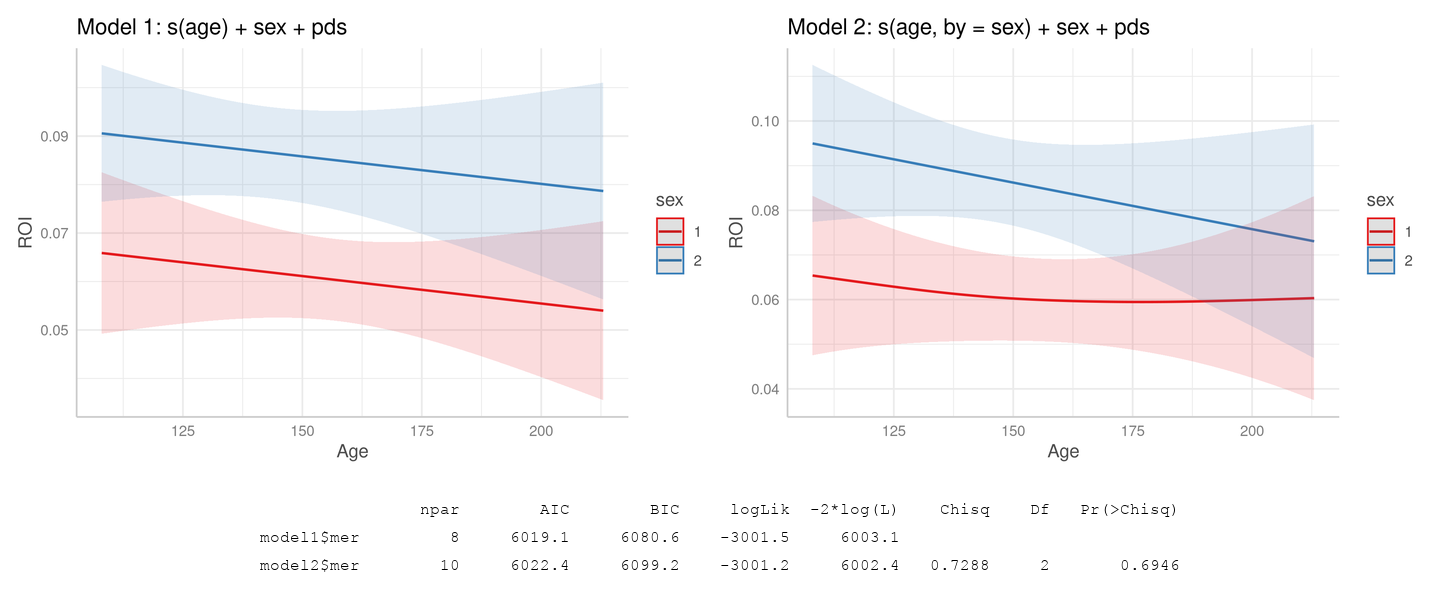 Model 1: s(age) + sex + pds
0.09
0.07
0.05
ROI
125 150 175 200
Age
sex
1
2
Model 2: s(age, by = sex) + sex + pds
0.10
0.08
0.06
0.04
ROI
125 150 175 200
Age
sex
1
2
npar AIC BIC logLik -2*log(L) Chisq Df Pr(>Chisq)
model1$mer 8 6019.1 6080.6 -3001.5 6003.1
model2$mer 10 6022.4 6099.2 -3001.2 6002.4 0.7288 2 0.6946